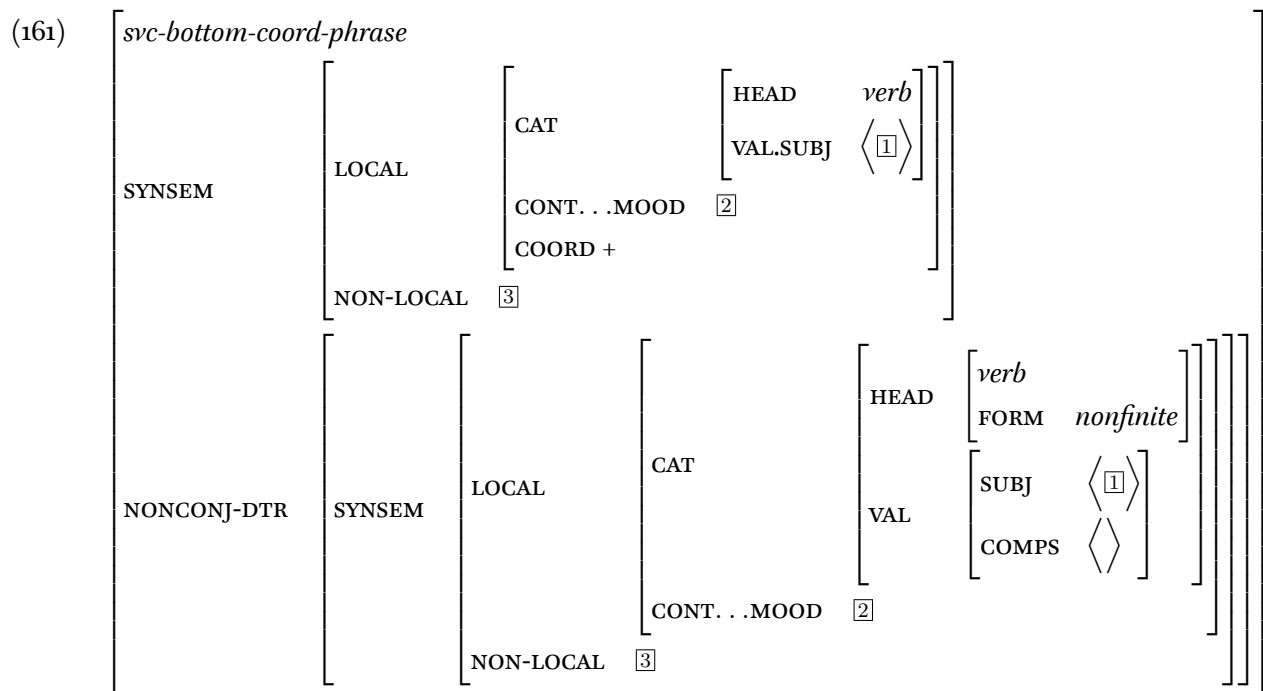 (161)
svc-bottom-coord-phrase
HEAD verb
CAT
VAL.SUBJ ⟨ 1 ⟩
LOCAL
SYNSEM
CONT. . .MOOD 2
COORD +
NON-LOCAL 3
verb
HEAD
FORM nonfinite
CAT
SUBJ ⟨ 1 ⟩
LOCAL
VAL
NONCONJ-DTR SYNSEM
COMPS ⟨⟩
CONT. . .MOOD 2
NON-LOCAL 3